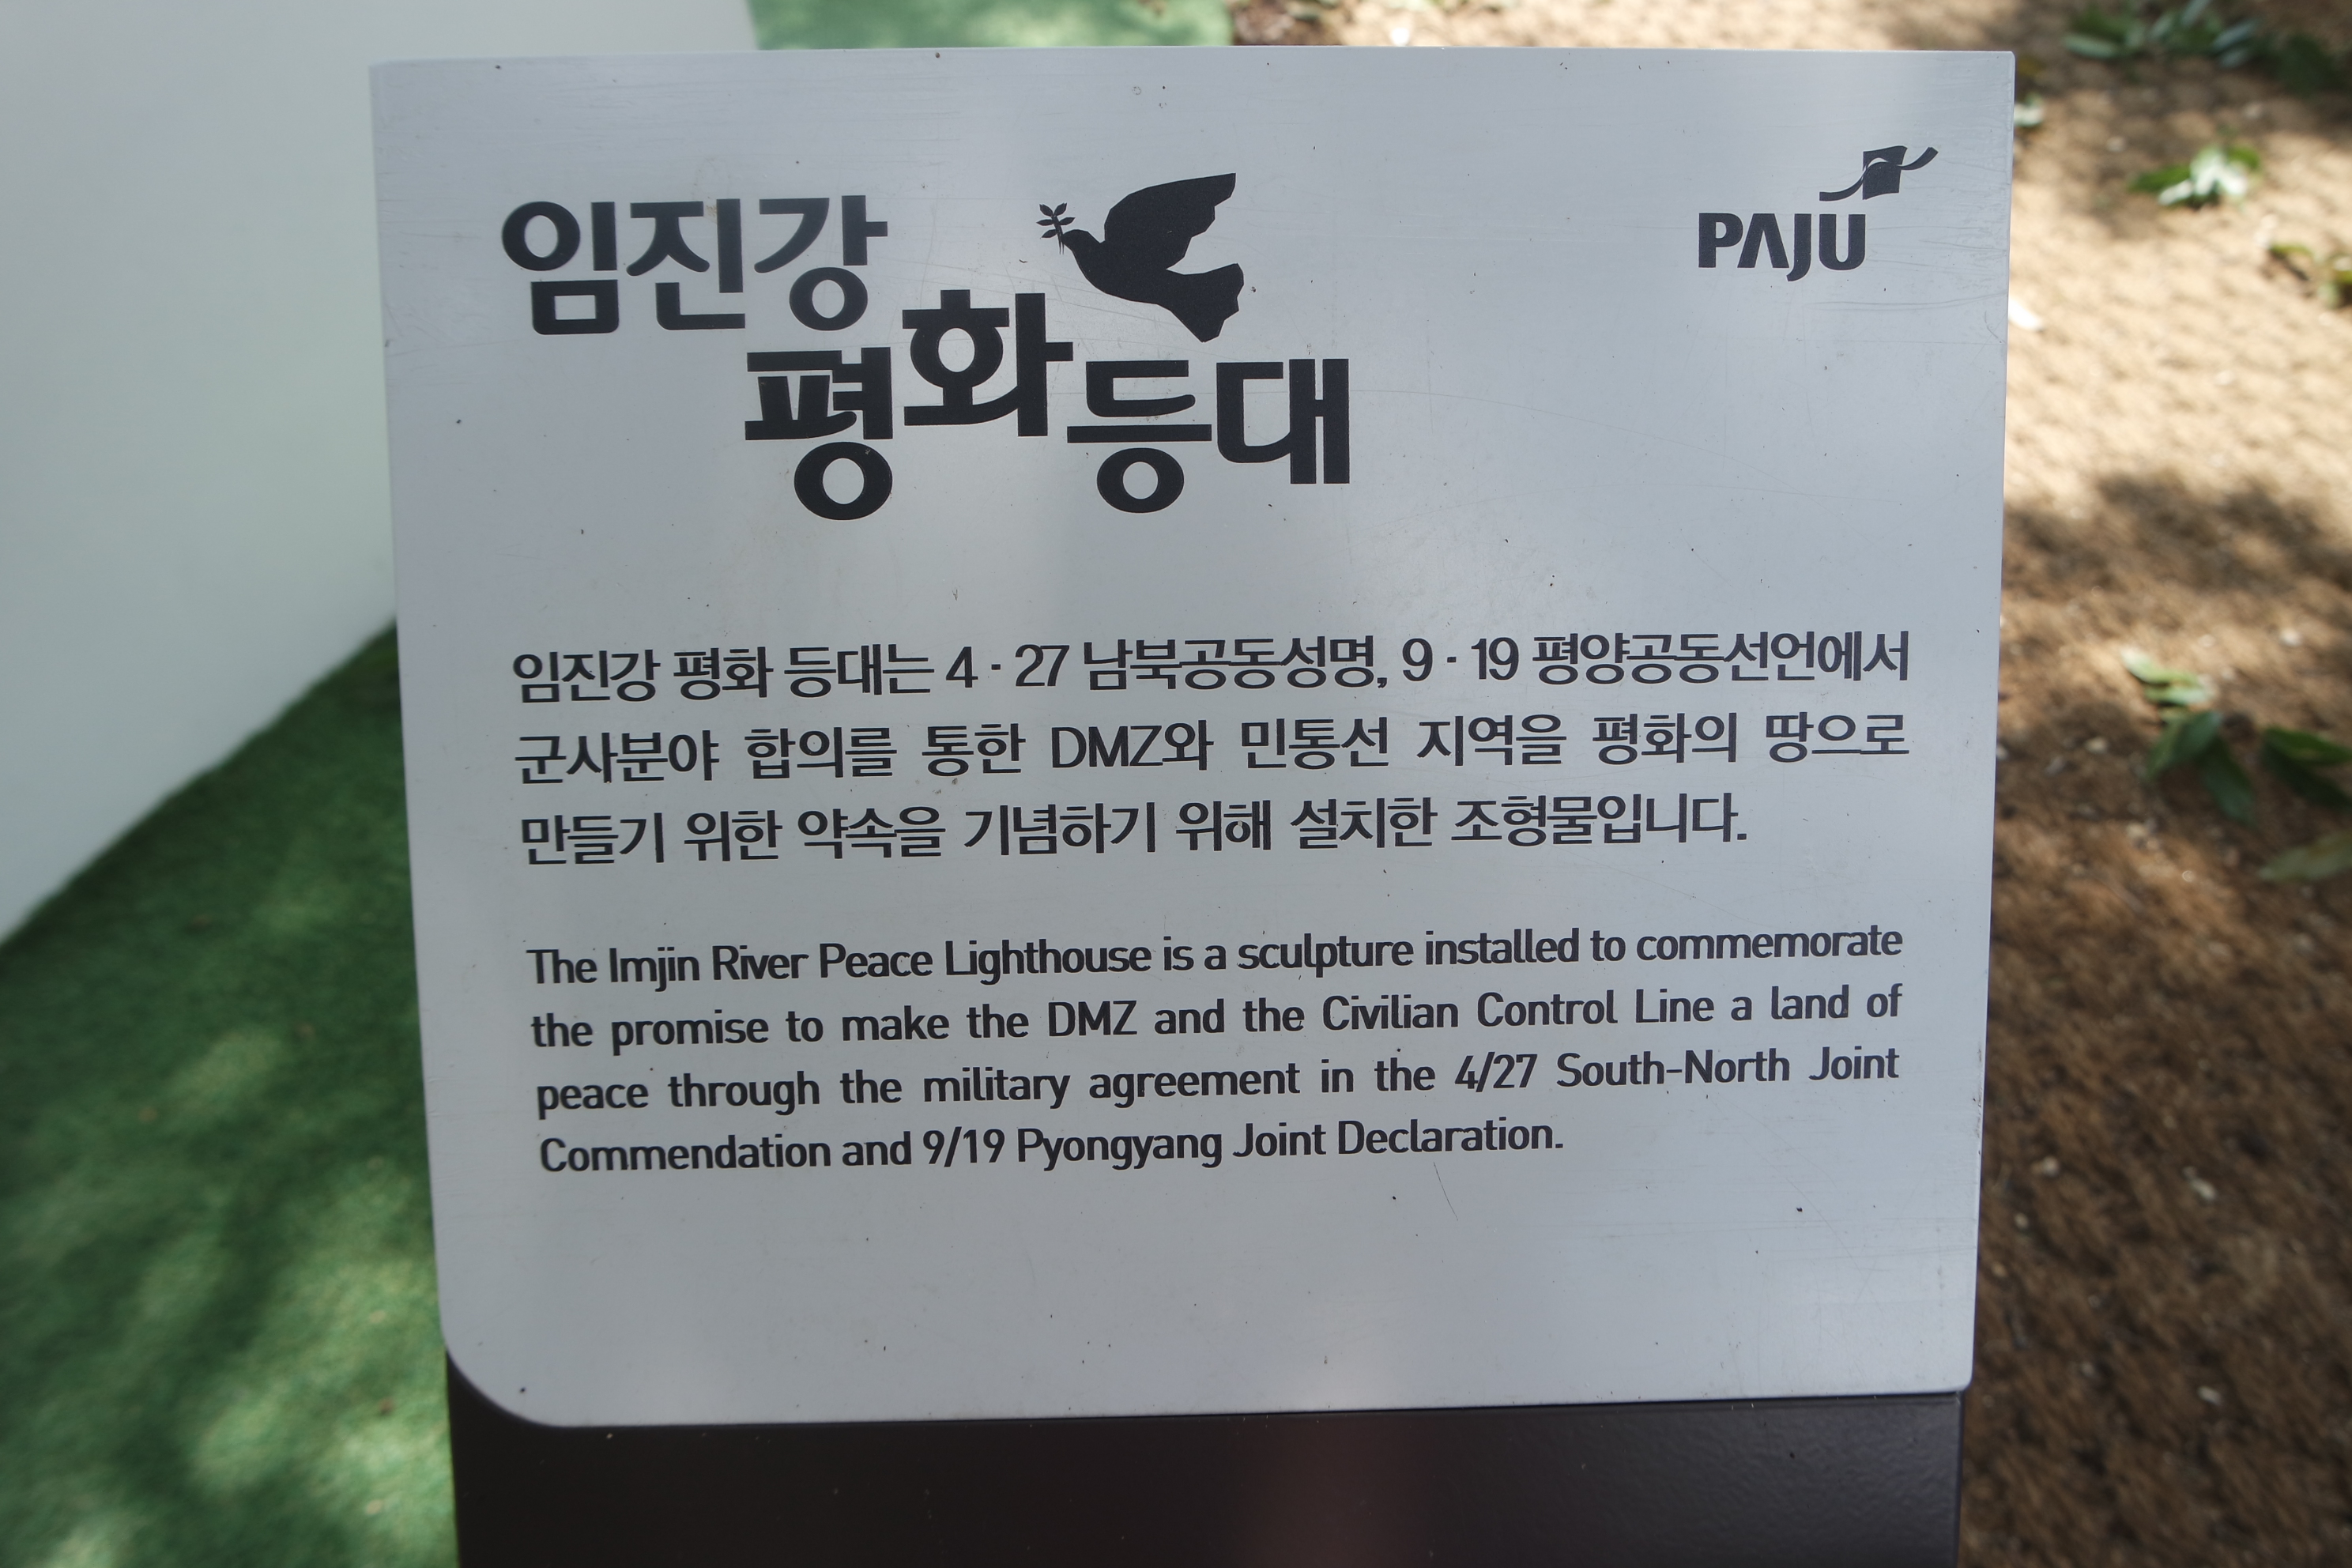 임진강
평화등대
PAJU
임진강 평화 등대는 4 · 27 남북공동성명, 9 · 19 평양공동선언에서
군사분야 합의를 통한 DMZ와 민통선 지역을 평화의 땅으로
만들기 위한 약속을 기념하기 위해 설치한 조형물입니다.
The Imjin River Peace Lighthouse is a sculpture installed to commemorate
the promise to make the DMZ and the Civilian Control Line a land of
peace through the military agreement in the 4/27 South-North Joint
Commendation and 9/19 Pyongyang Joint Declaration.